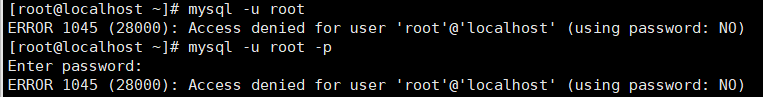 [root@localhost ~]# mysql -u root
ERROR 1045 (28000): Access denied for user 'root'@'localhost' (using password: NO)
[root@localhost ~]# mysql -u root -p
Enter password:
ERROR 1045 (28000): Access denied for user 'root'@'localhost' (using password: NO)